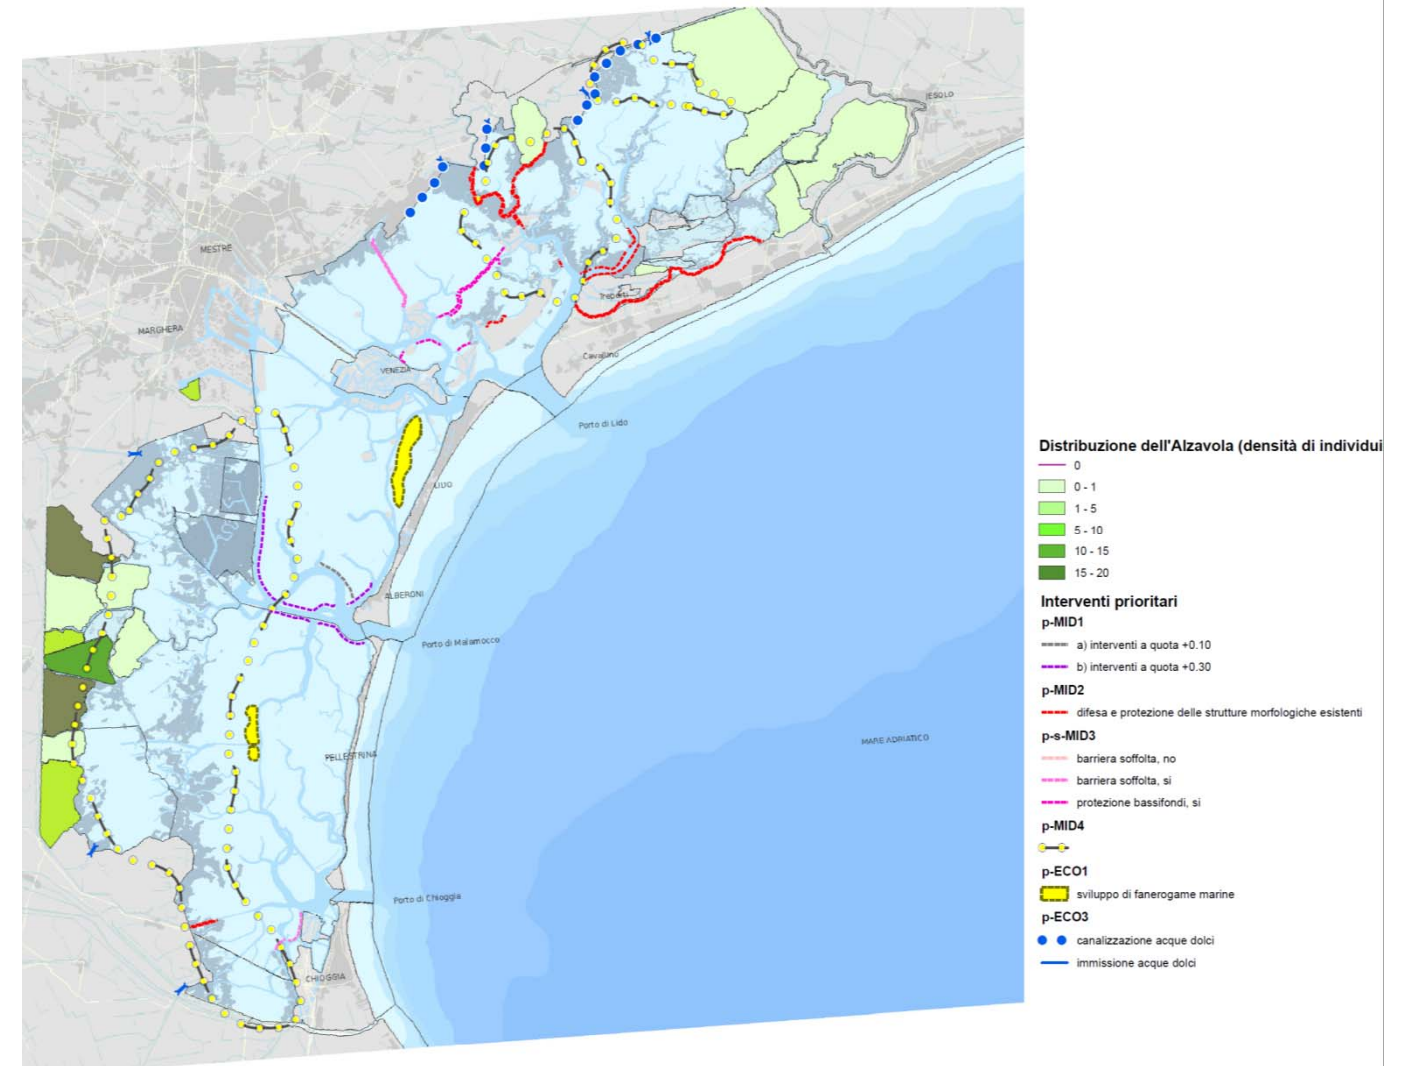 JESOLO
MESTRE
Treporti
MARGHERA
Cavallino
VENEZIA
Porto di Lido
LIDO
ALBERONI
Porto di Malamocco
PELLESTRINA
MARE ADRIATICO
Porto di Chioggia
CHIOGGIA
Distribuzione dell'Alzavola (densità di individui
0
0 - 1
1 - 5
5 - 10
10 - 15
15 - 20
Interventi prioritari
p-MID1
a) interventi a quota +0.10
b) interventi a quota +0.30
p-MID2
difesa e protezione delle strutture morfologiche esistenti
p-s-MID3
barriera soffolta, no
barriera soffolta, si
protezione bassifondi, si
p-MID4
p-ECO1
sviluppo di fanerogame marine
p-ECO3
canalizzazione acque dolci
immissione acque dolci